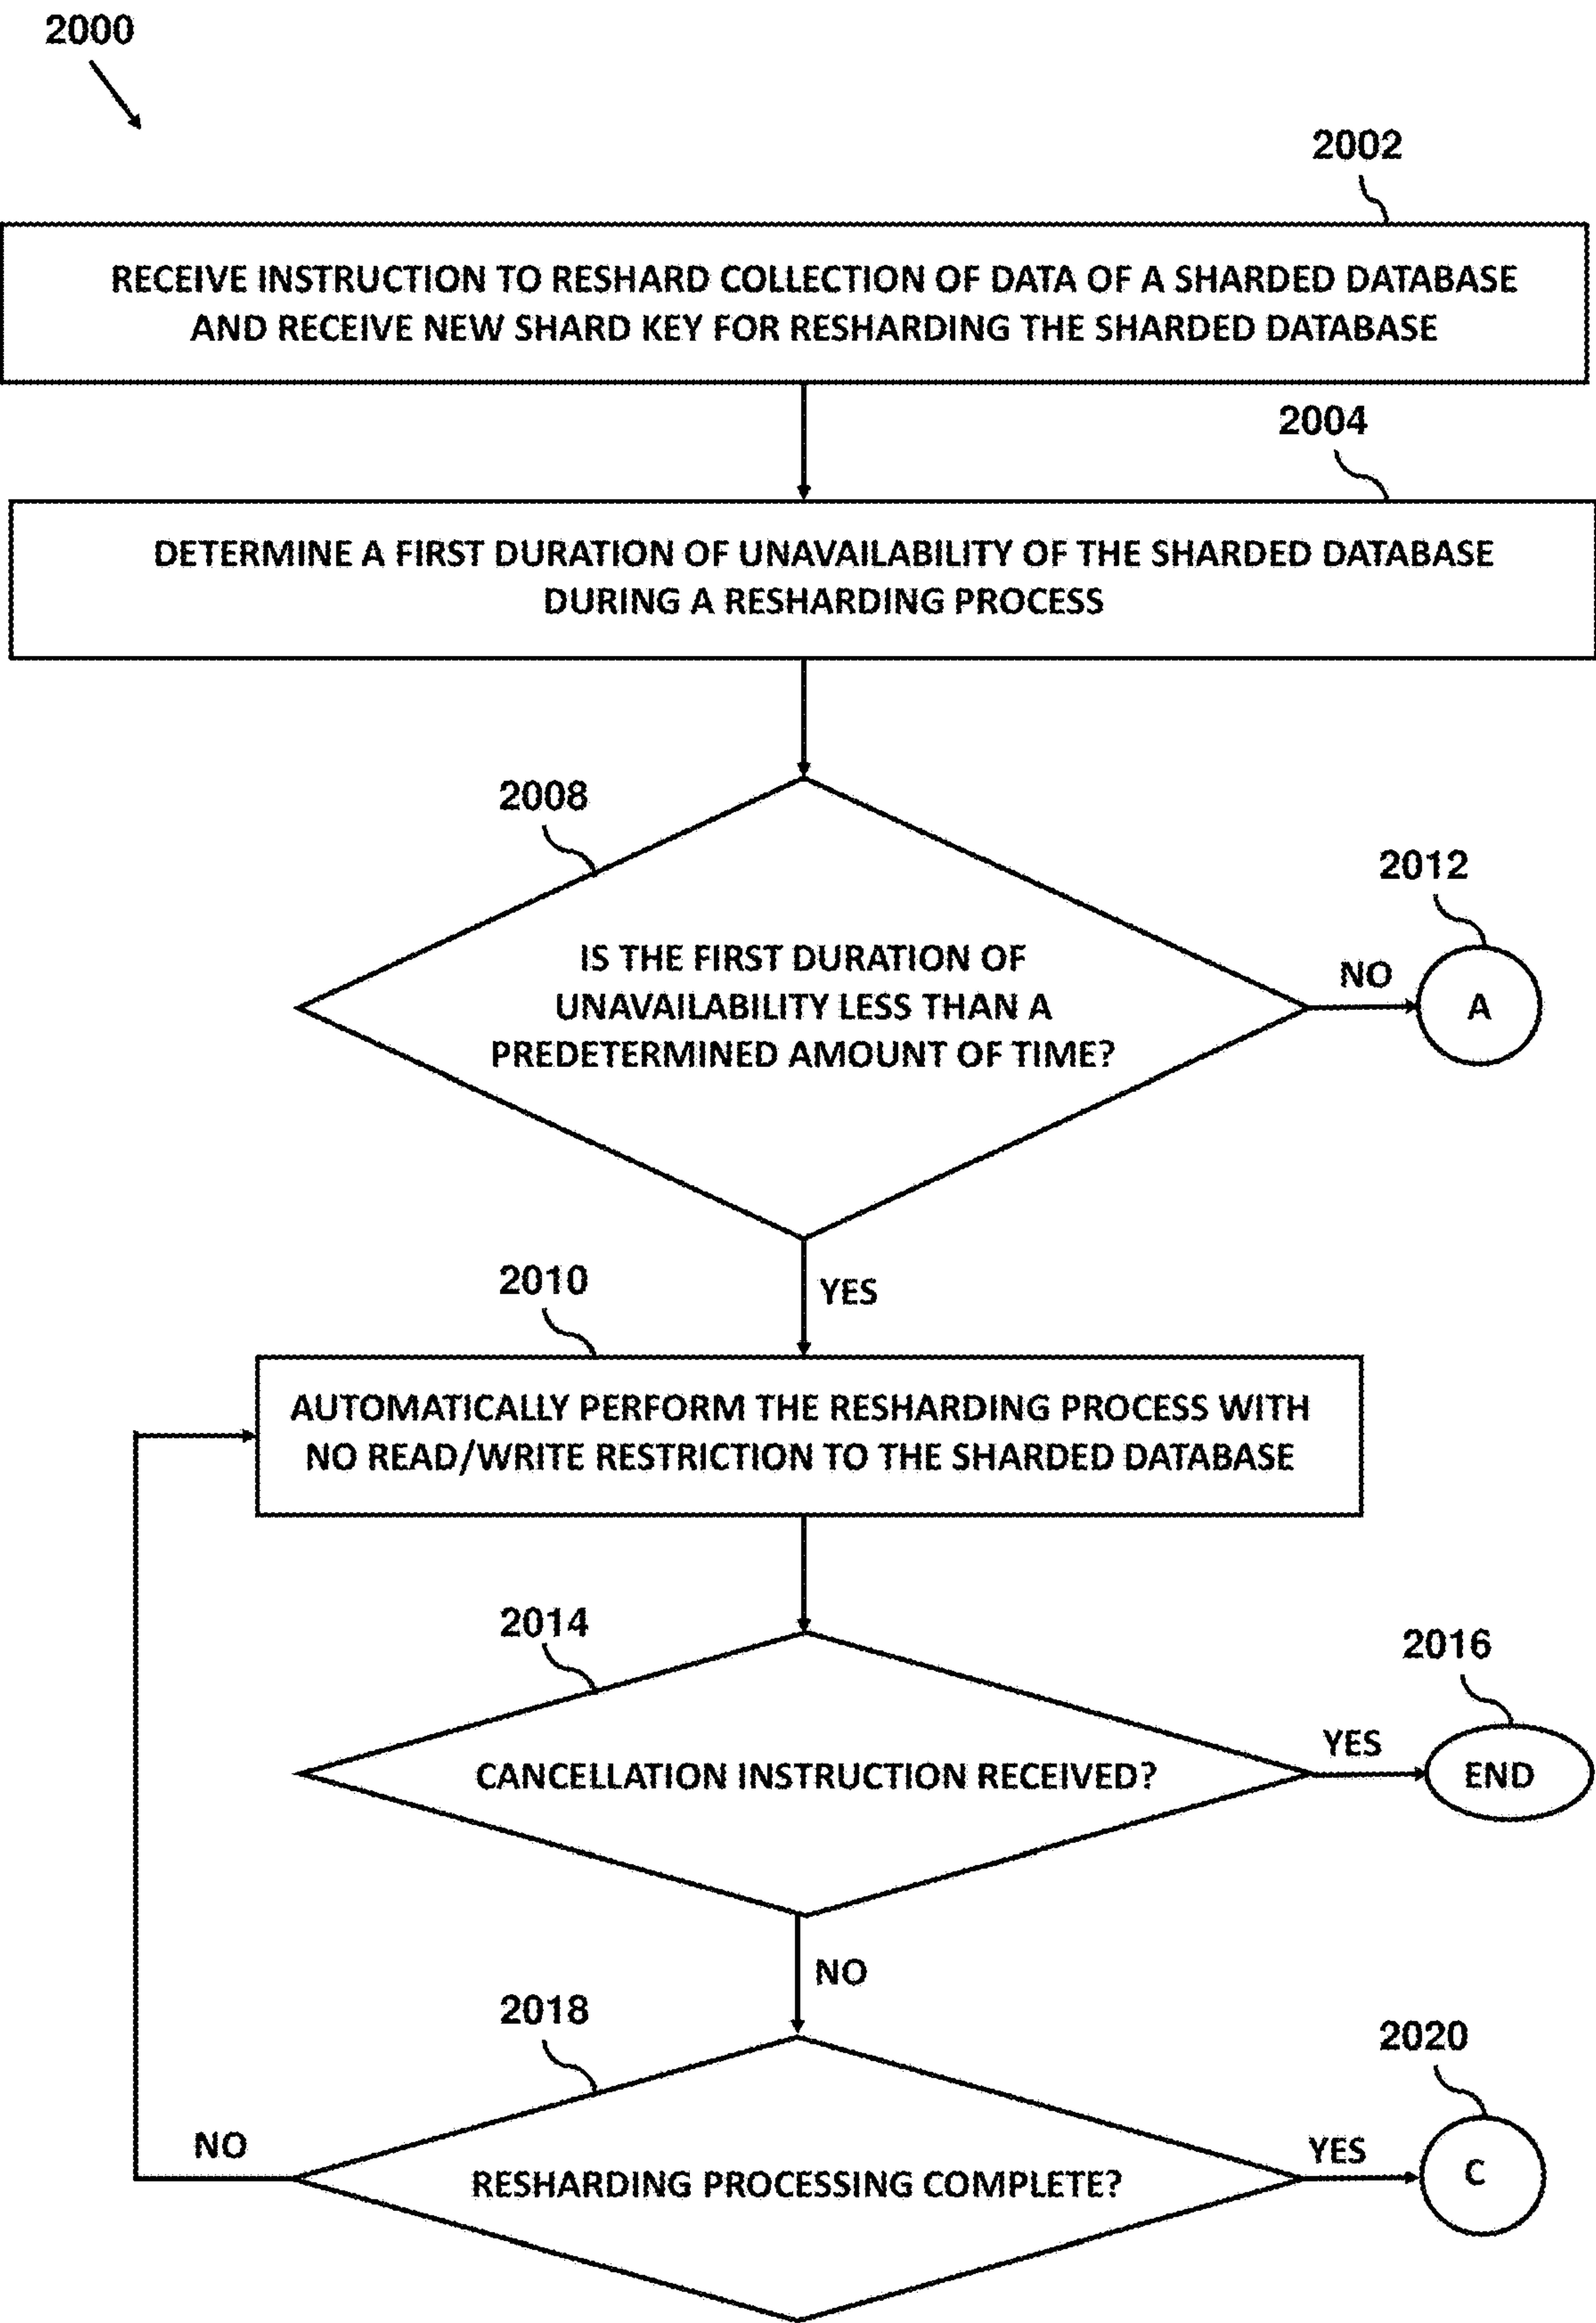 2000
2002
RECEIVE INSTRUCTION TO RESHARD COLLECTION OF DATA OF A SHARDED DATABASE
AND RECEIVE NEW SHARD KEY FOR RESHARDING THE SHARDED DATABASE
2004
DETERMINE A FIRST DURATION OF UNAVAILABILITY OF THE SHARDED DATABASE
DURING A RESHARDING PROCESS
2008
IS THE FIRST DURATION OF
UNAVAILABILITY LESS THAN A
PREDETERMINED AMOUNT OF TIME?
NO
2012
A
YES
2010
AUTOMATICALLY PERFORM THE RESHARDING PROCESS WITH
NO READ/WRITE RESTRICTION TO THE SHARDED DATABASE
2014
CANCELLATION INSTRUCTION RECEIVED?
YES
2016
END
NO
2018
RESHARDING PROCESSING COMPLETE?
NO
YES
2020
C